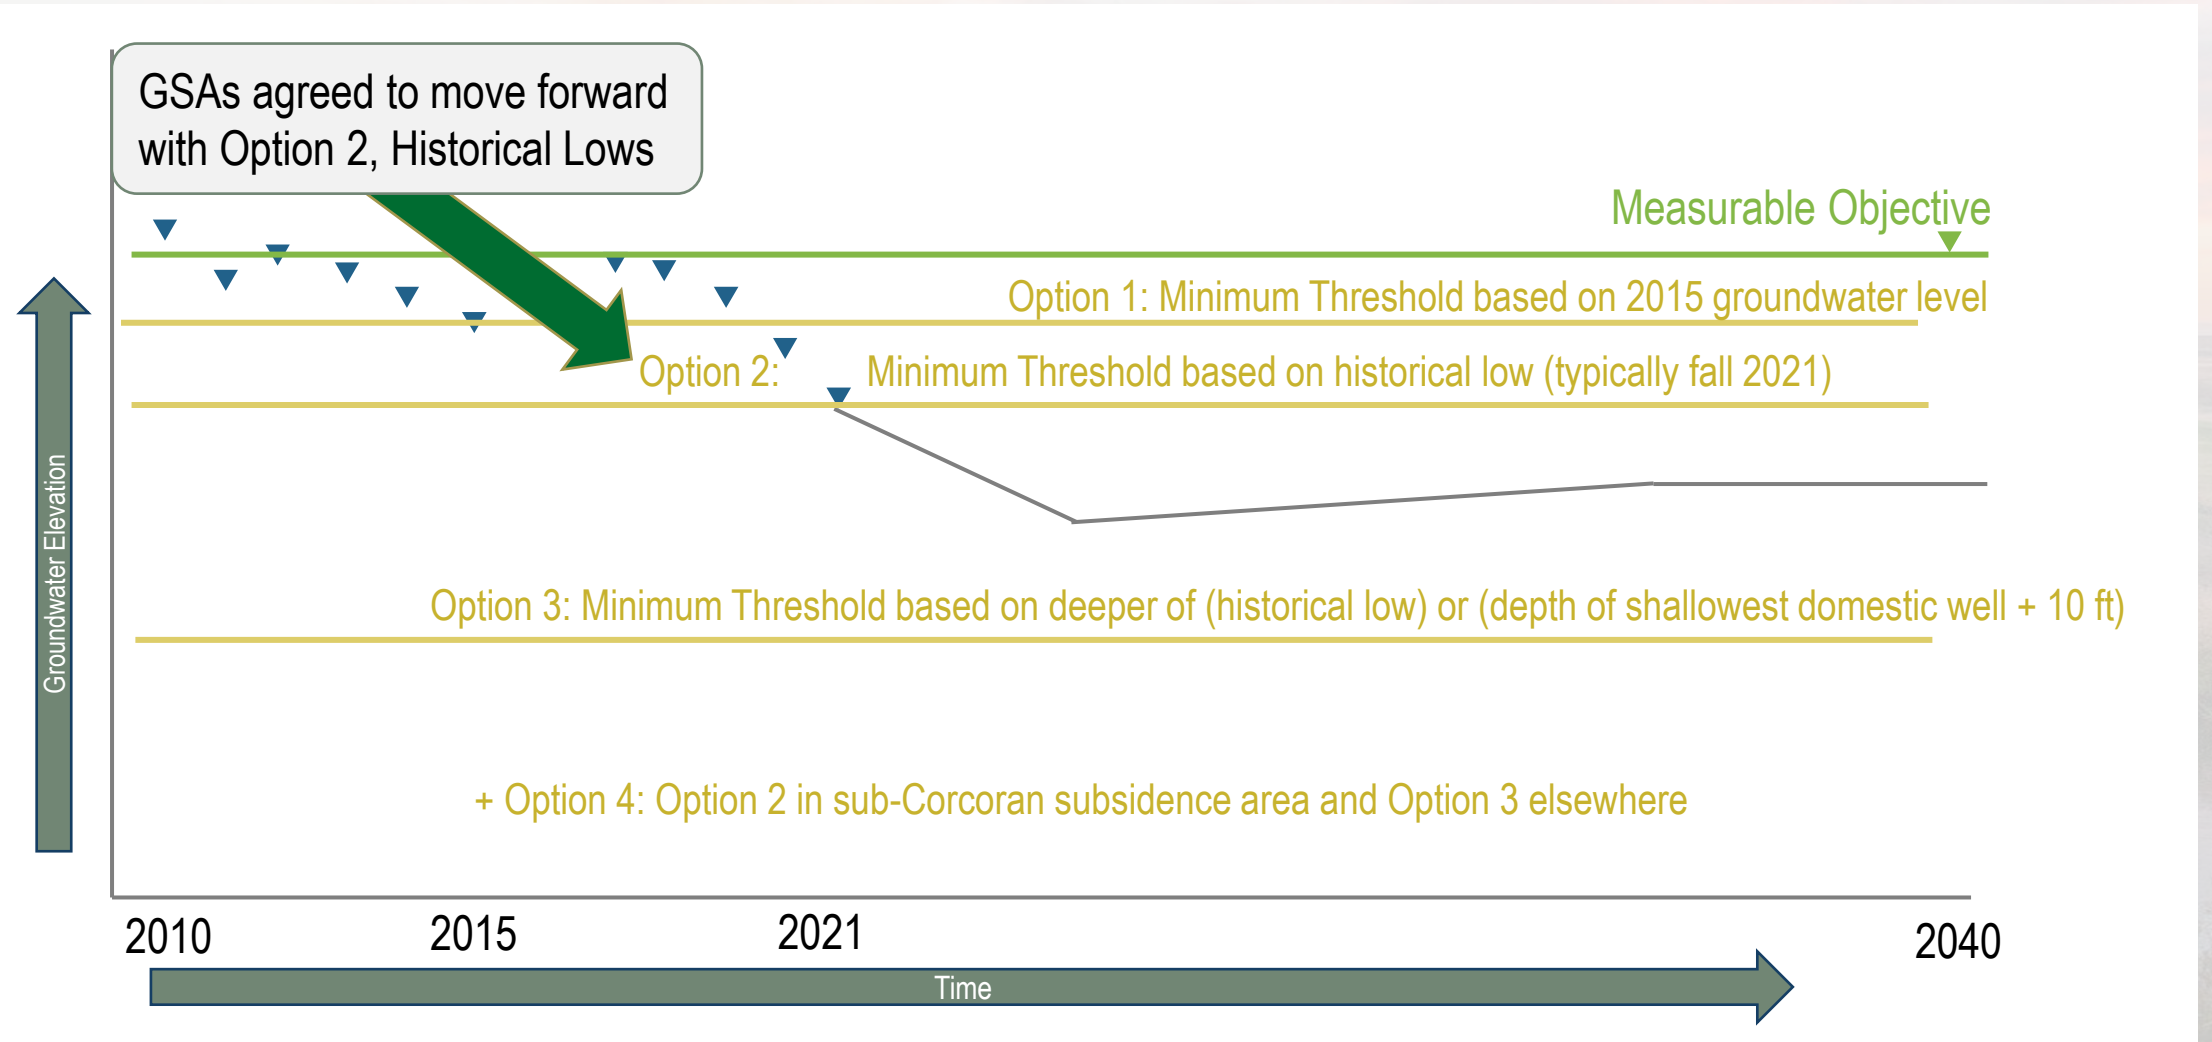 GSAs agreed to move forward
with Option 2, Historical Lows
Measurable Objective
Option 1: Minimum Threshold based on 2015 groundwater level
Option 2: Minimum Threshold based on historical low (typically fall 2021)
Groundwater Elevation
Option 3: Minimum Threshold based on deeper of (historical low) or (depth of shallowest domestic well + 10 ft)
+ Option 4: Option 2 in sub-Corcoran subsidence area and Option 3 elsewhere
2010 2015 2021 2040
Time